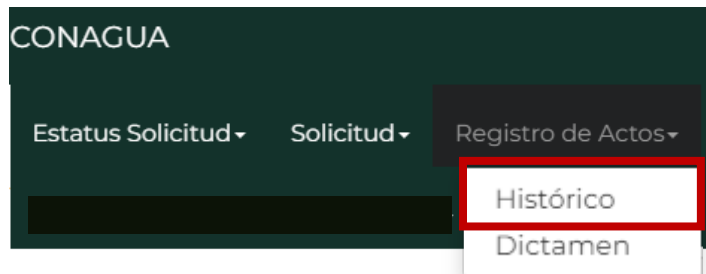 CONAGUA
Estatus Solicitud Solicitud Registro de Actos
Histórico
Dictamen